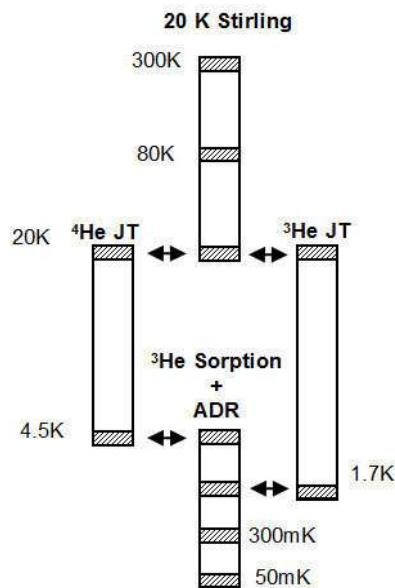 20 K Stirling
300K
80K
⁴He JT
³He JT
20K
³He Sorption
+
ADR
4.5K
1.7K
300mK
50mK